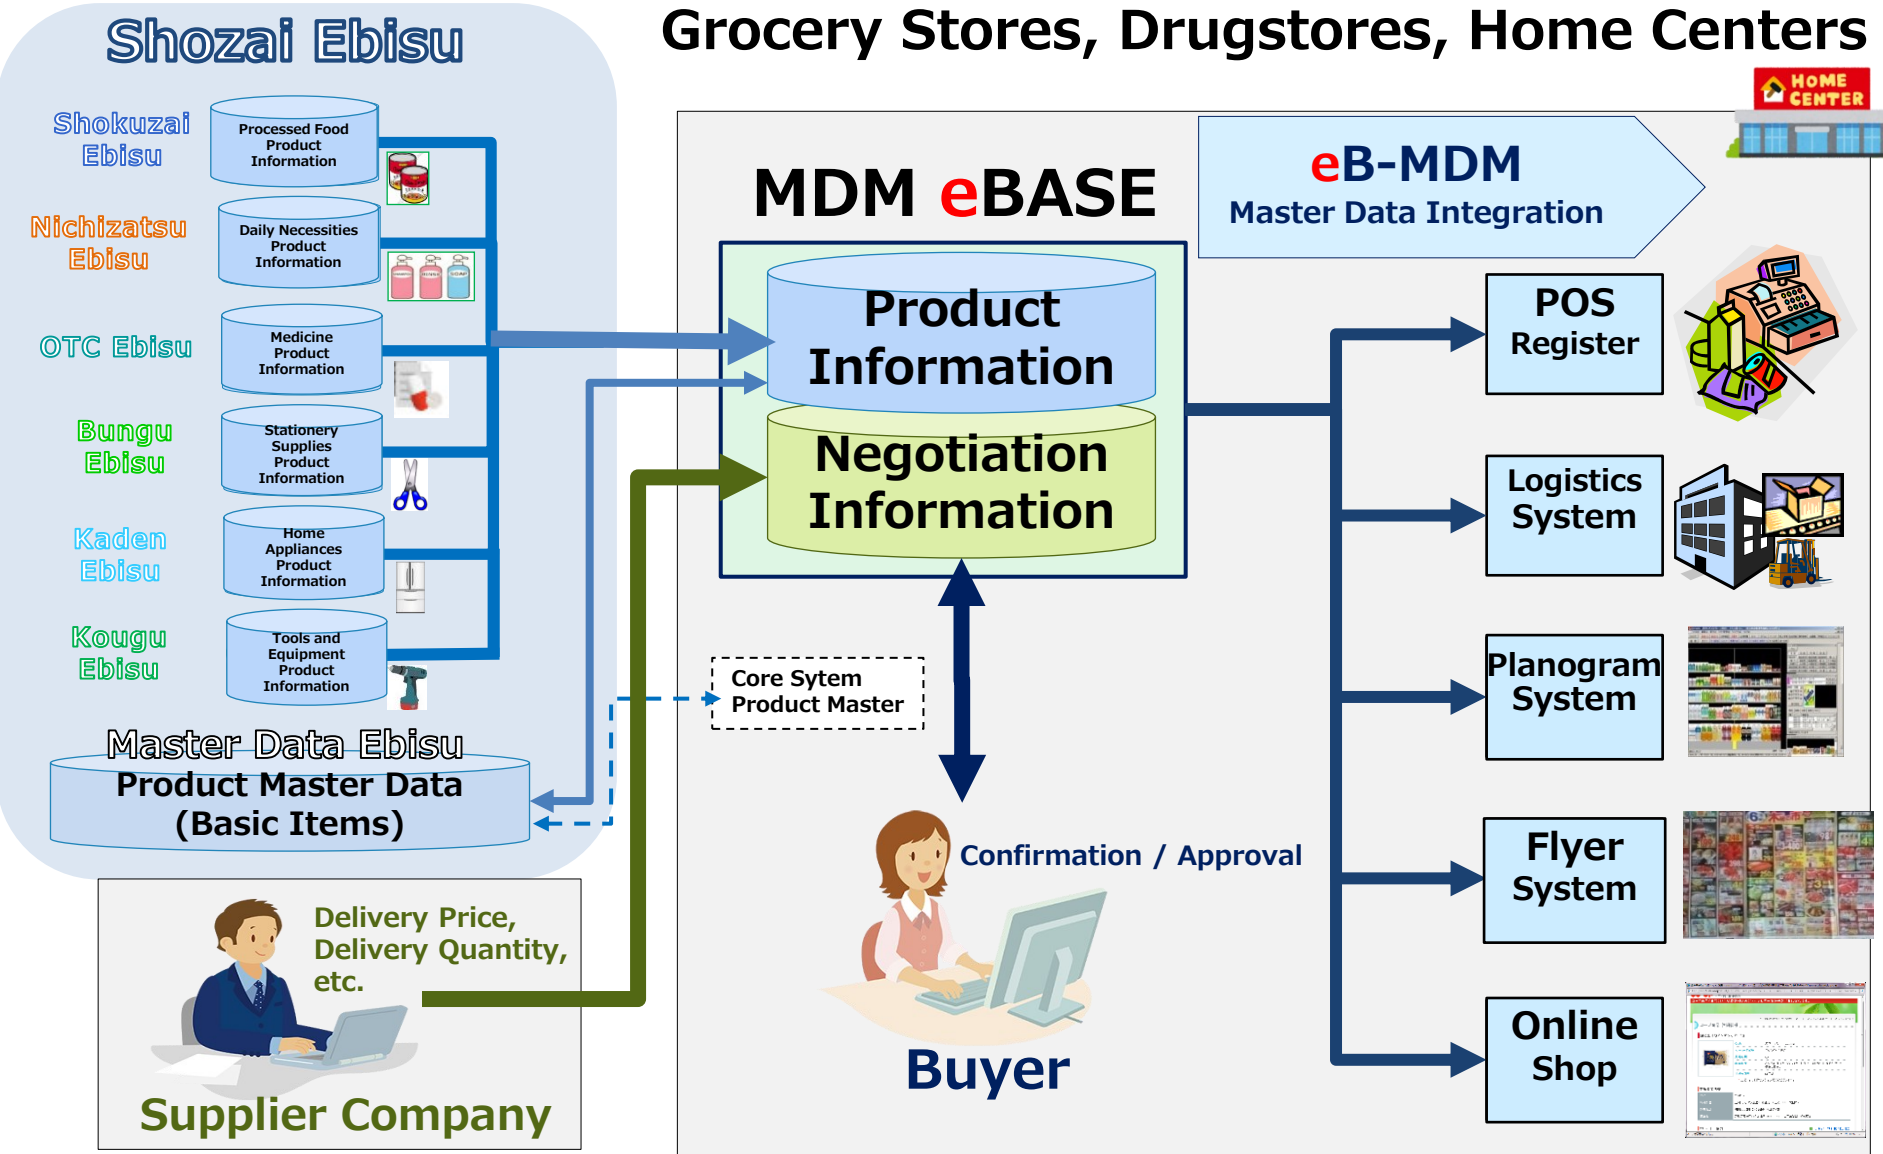 Shozai Ebisu
Grocery Stores, Drugstores, Home Centers
HOME
CENTER
Shokuzai
Ebisu
Processed Food
Product
Information
Nichizatsu
Ebisu
Daily Necessities
Product
Information
SOAP
OTC Ebisu
Medicine
Product
Information
Bungu
Ebisu
Stationery
Supplies
Product
Information
Kaden
Ebisu
Home
Appliances
Product
Information
Kougu
Ebisu
Tools and
Equipment
Product
Information
Master Data Ebisu
Product Master Data
(Basic Items)
Delivery Price,
Delivery Quantity,
etc.
Supplier Company
MDM eBASE
eB-MDM
Master Data Integration
Product
Information
Negotiation
Information
Core Sytem
Product Master
Confirmation / Approval
Buyer
POS
Register
Logistics
System
Planogram
System
Flyer
System
Online
Shop